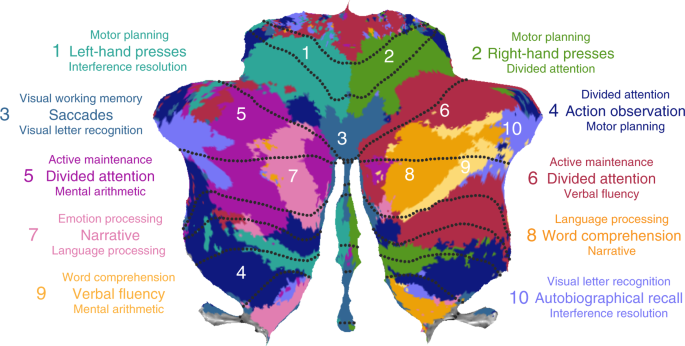 Motor planning
1 Left-hand presses
Interference resolution
Motor planning
2 Right-hand presses
Divided attention
Visual working memory
3 Saccades
Visual letter recognition
Divided attention
4 Action observation
Motor planning
Active maintenance
5 Divided attention
Mental arithmetic
Active maintenance
6 Divided attention
Verbal fluency
Emotion processing
7 Narrative
Language processing
Language processing
8 Word comprehension
Narrative
Word comprehension
9 Verbal fluency
Mental arithmetic
Visual letter recognition
10 Autobiographical recall
Interference resolution
1 2
5 6
3 10
7 8 9
4